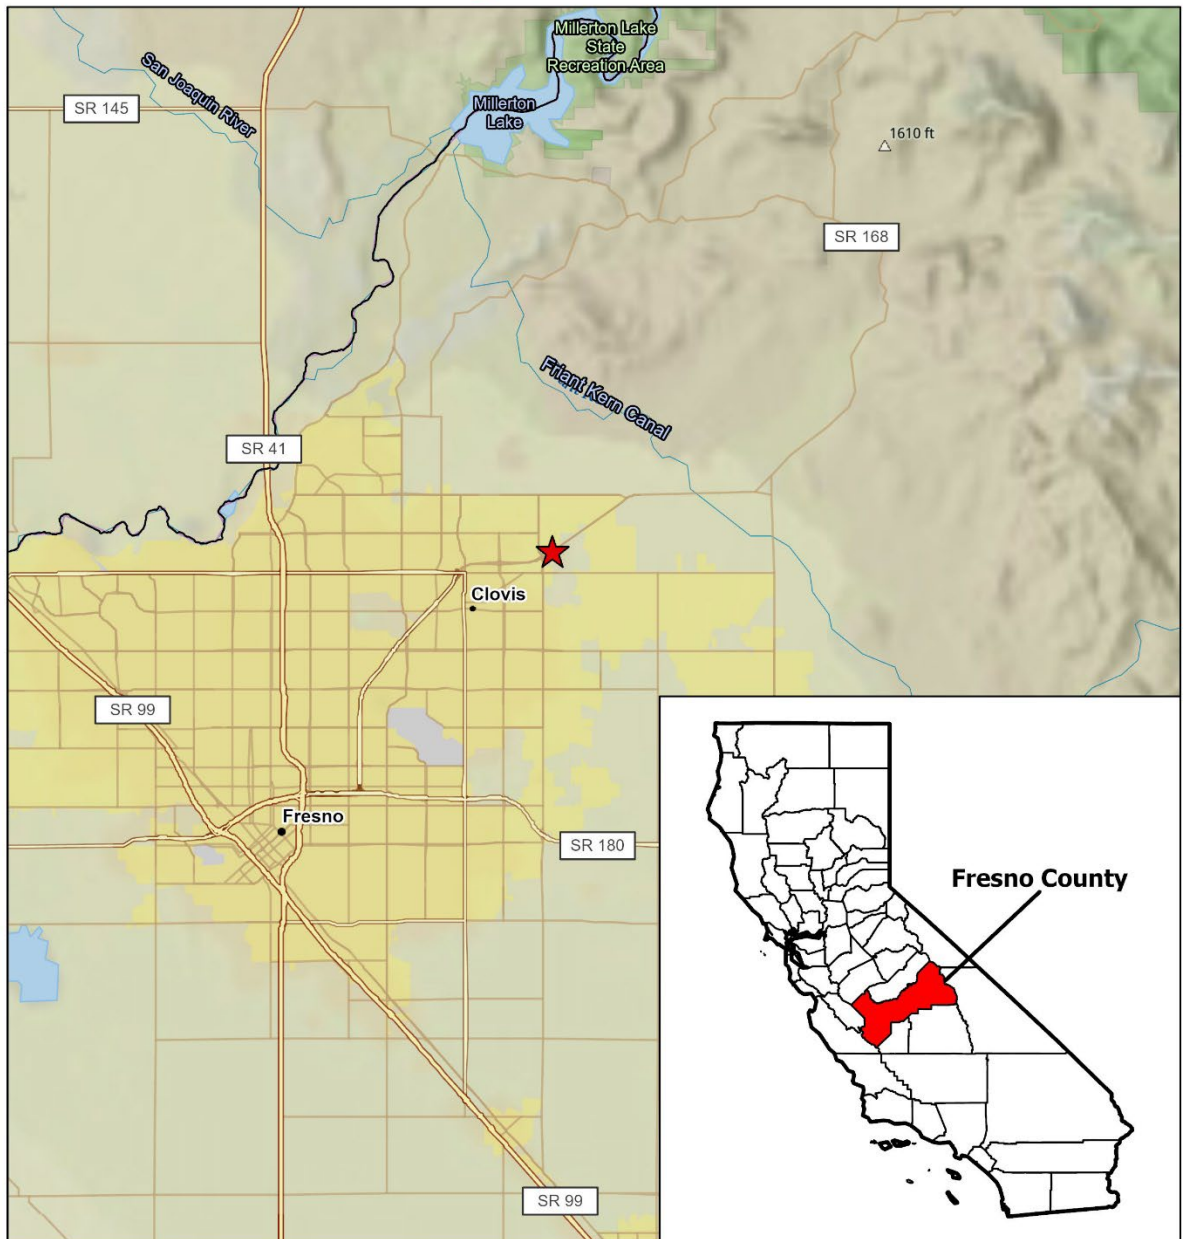 Millerton Lake
State
Recreation Area
San Joaquin River
SR 145
Millerton
Lake
1610 ft
SR 168
Friant Kern Canal
SR 41
Clovis
SR 99
Fresno
SR 180
Fresno County
SR 99